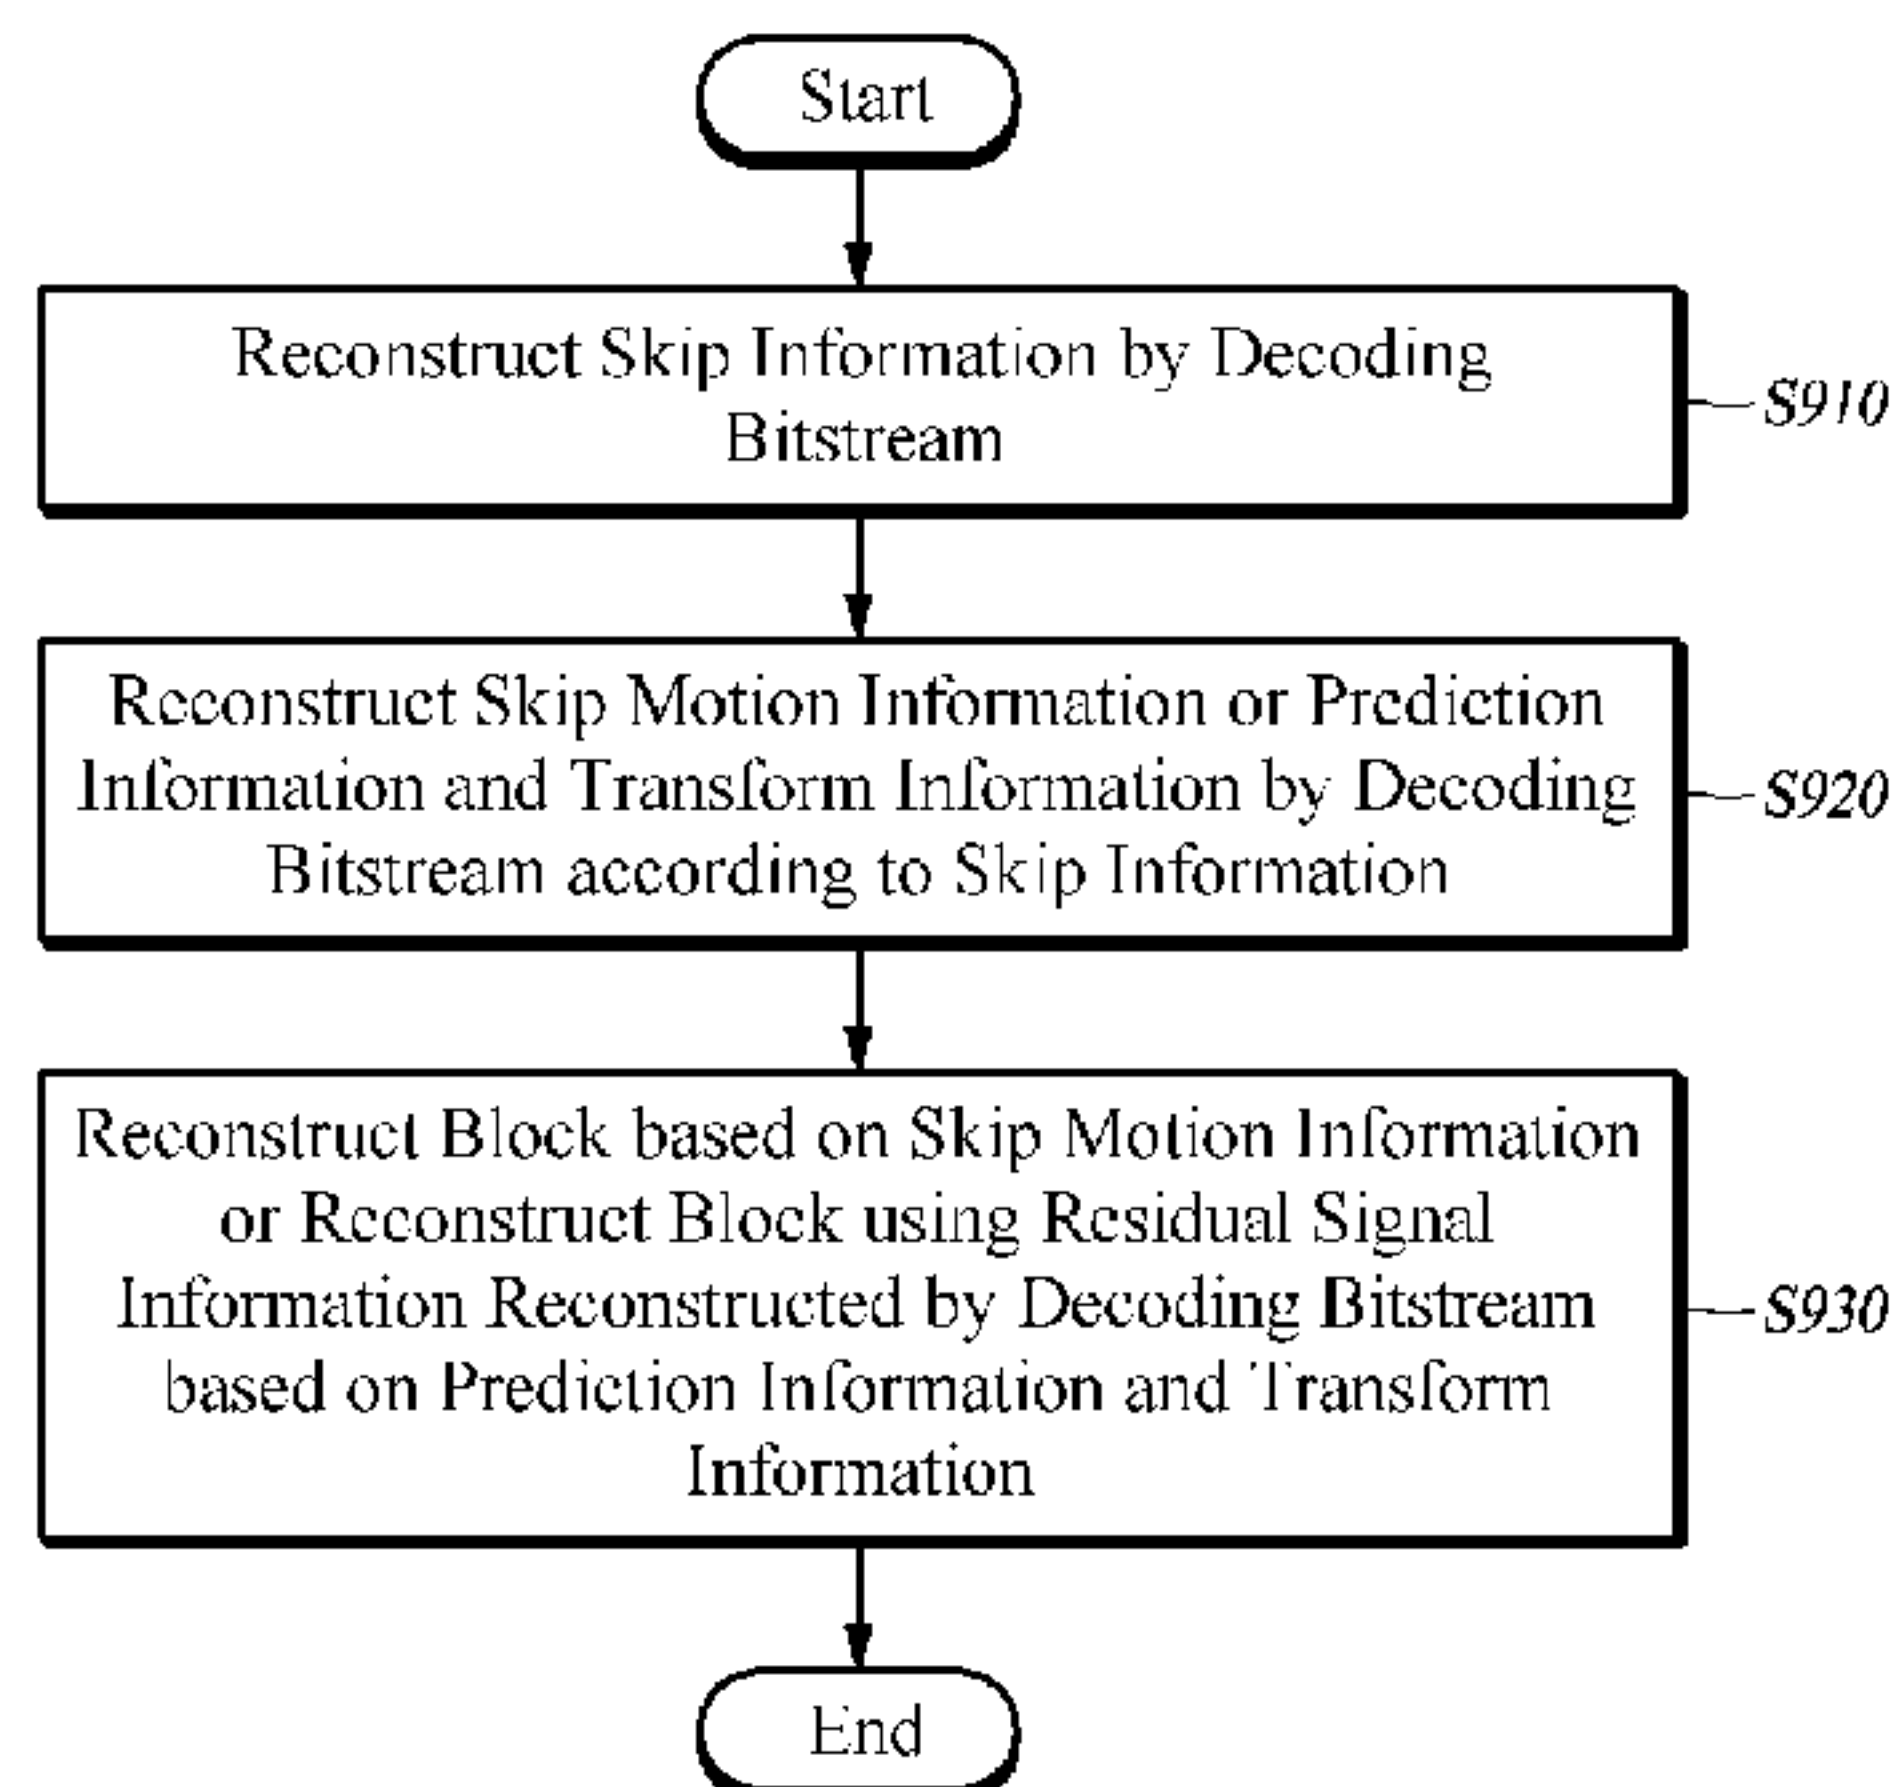 Start
Reconstruct Skip Information by Decoding
Bitstream
S910
Reconstruct Skip Motion Information or Prediction
Information and Transform Information by Decoding
Bitstream according to Skip Information
S920
Reconstruct Block based on Skip Motion Information
or Reconstruct Block using Residual Signal
Information Reconstructed by Decoding Bitstream
based on Prediction Information and Transform
Information
S930
End